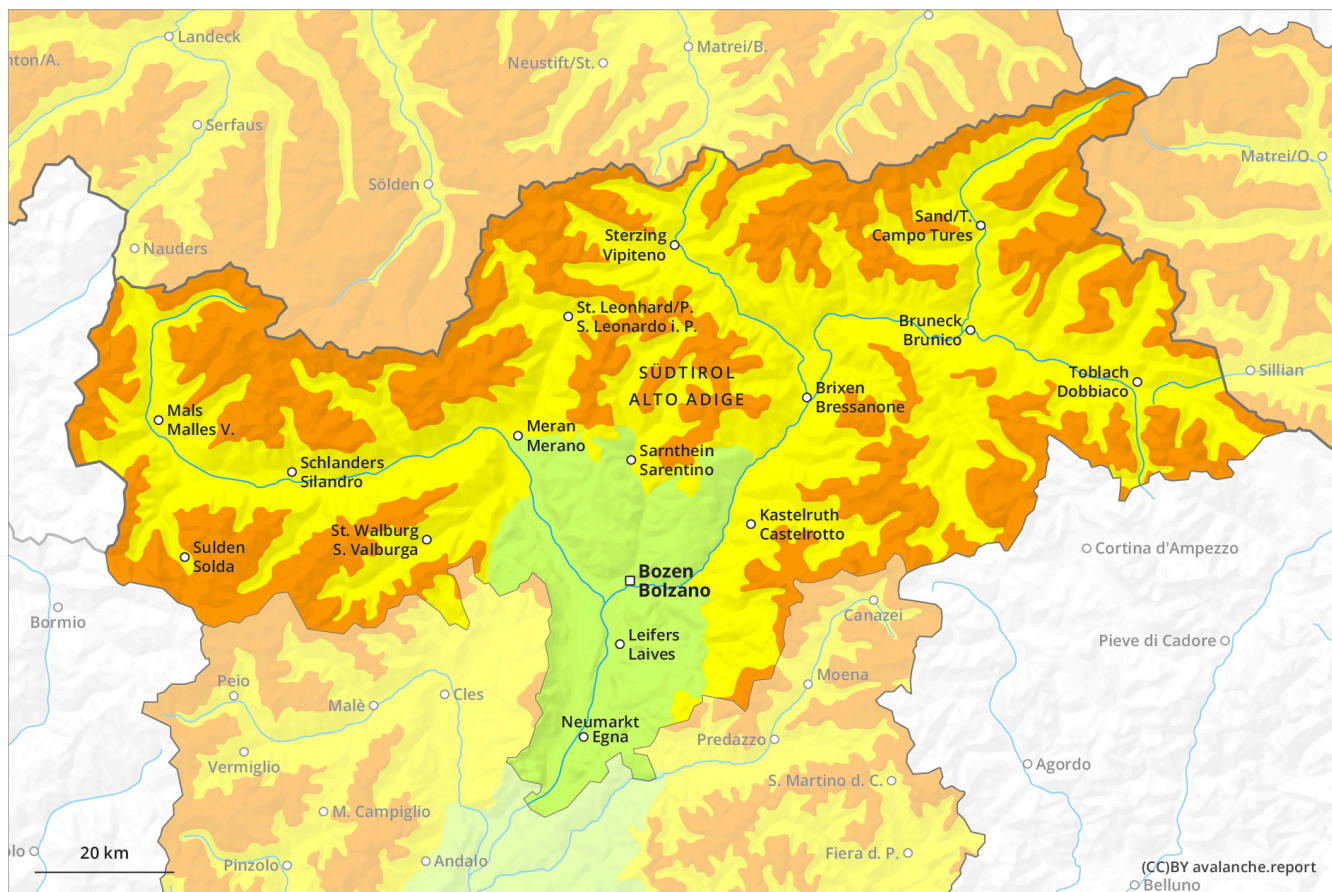 Landeck
nton/A.
Matrei/B.
Neustift/St.
Serfaus
Matrei/O.
Sölden
Nauders
Sand/T.
Campo Tures
Sterzing
Vipiteno
St. Leonhard/P.
S. Leonardo i. P.
Bruneck
Brunico
SÜDTIROL
ALTO ADIGE
Toblach
Dobbiaco
Sillian
Brixen
Bressanone
Mals
Malles V.
Meran
Merano
Sarnthein
Sarentino
Schlanders
Silandro
Kastelruth
Castelrotto
St. Walburg
S. Valburga
Sulden
Solda
Cortina d'Ampezzo
Bozen
Bolzano
Bormio
Canazei
Leifers
Laives
Pieve di Cadore
Peio
Moena
Cles
Malè
Neumarkt
Egna
Predazzo
Vermiglio
Agordo
S. Martino d. C.
M. Campiglio
olo
20 km
Pinzolo
Andalo
Fiera d. P.
(CC)BY avalanche.report
Belluno